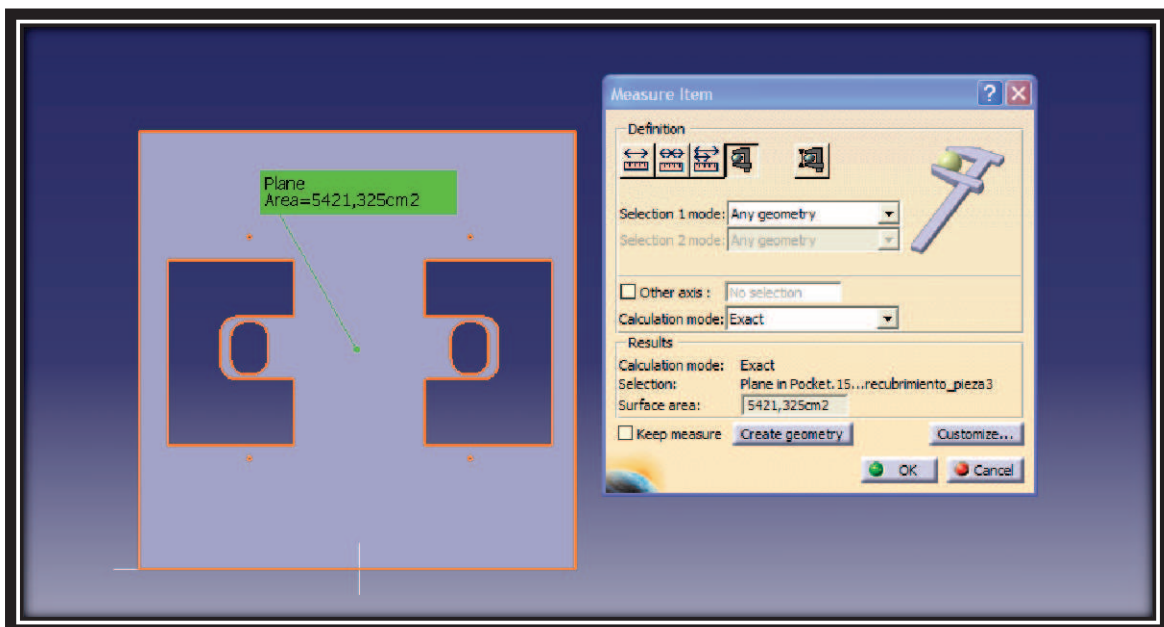 Plane
Area=5421,325cm2
Measure Item
Definition
Selection 1 mode: Any geometry
Selection 2 mode: Any geometry
Other axis : No selection
Calculation mode: Exact
Results
Calculation mode: Exact
Selection: Plane in Pocket.15...recubrimiento_pieza3
Surface area: 5421,325cm2
Keep measure Create geometry Customize...
OK Cancel